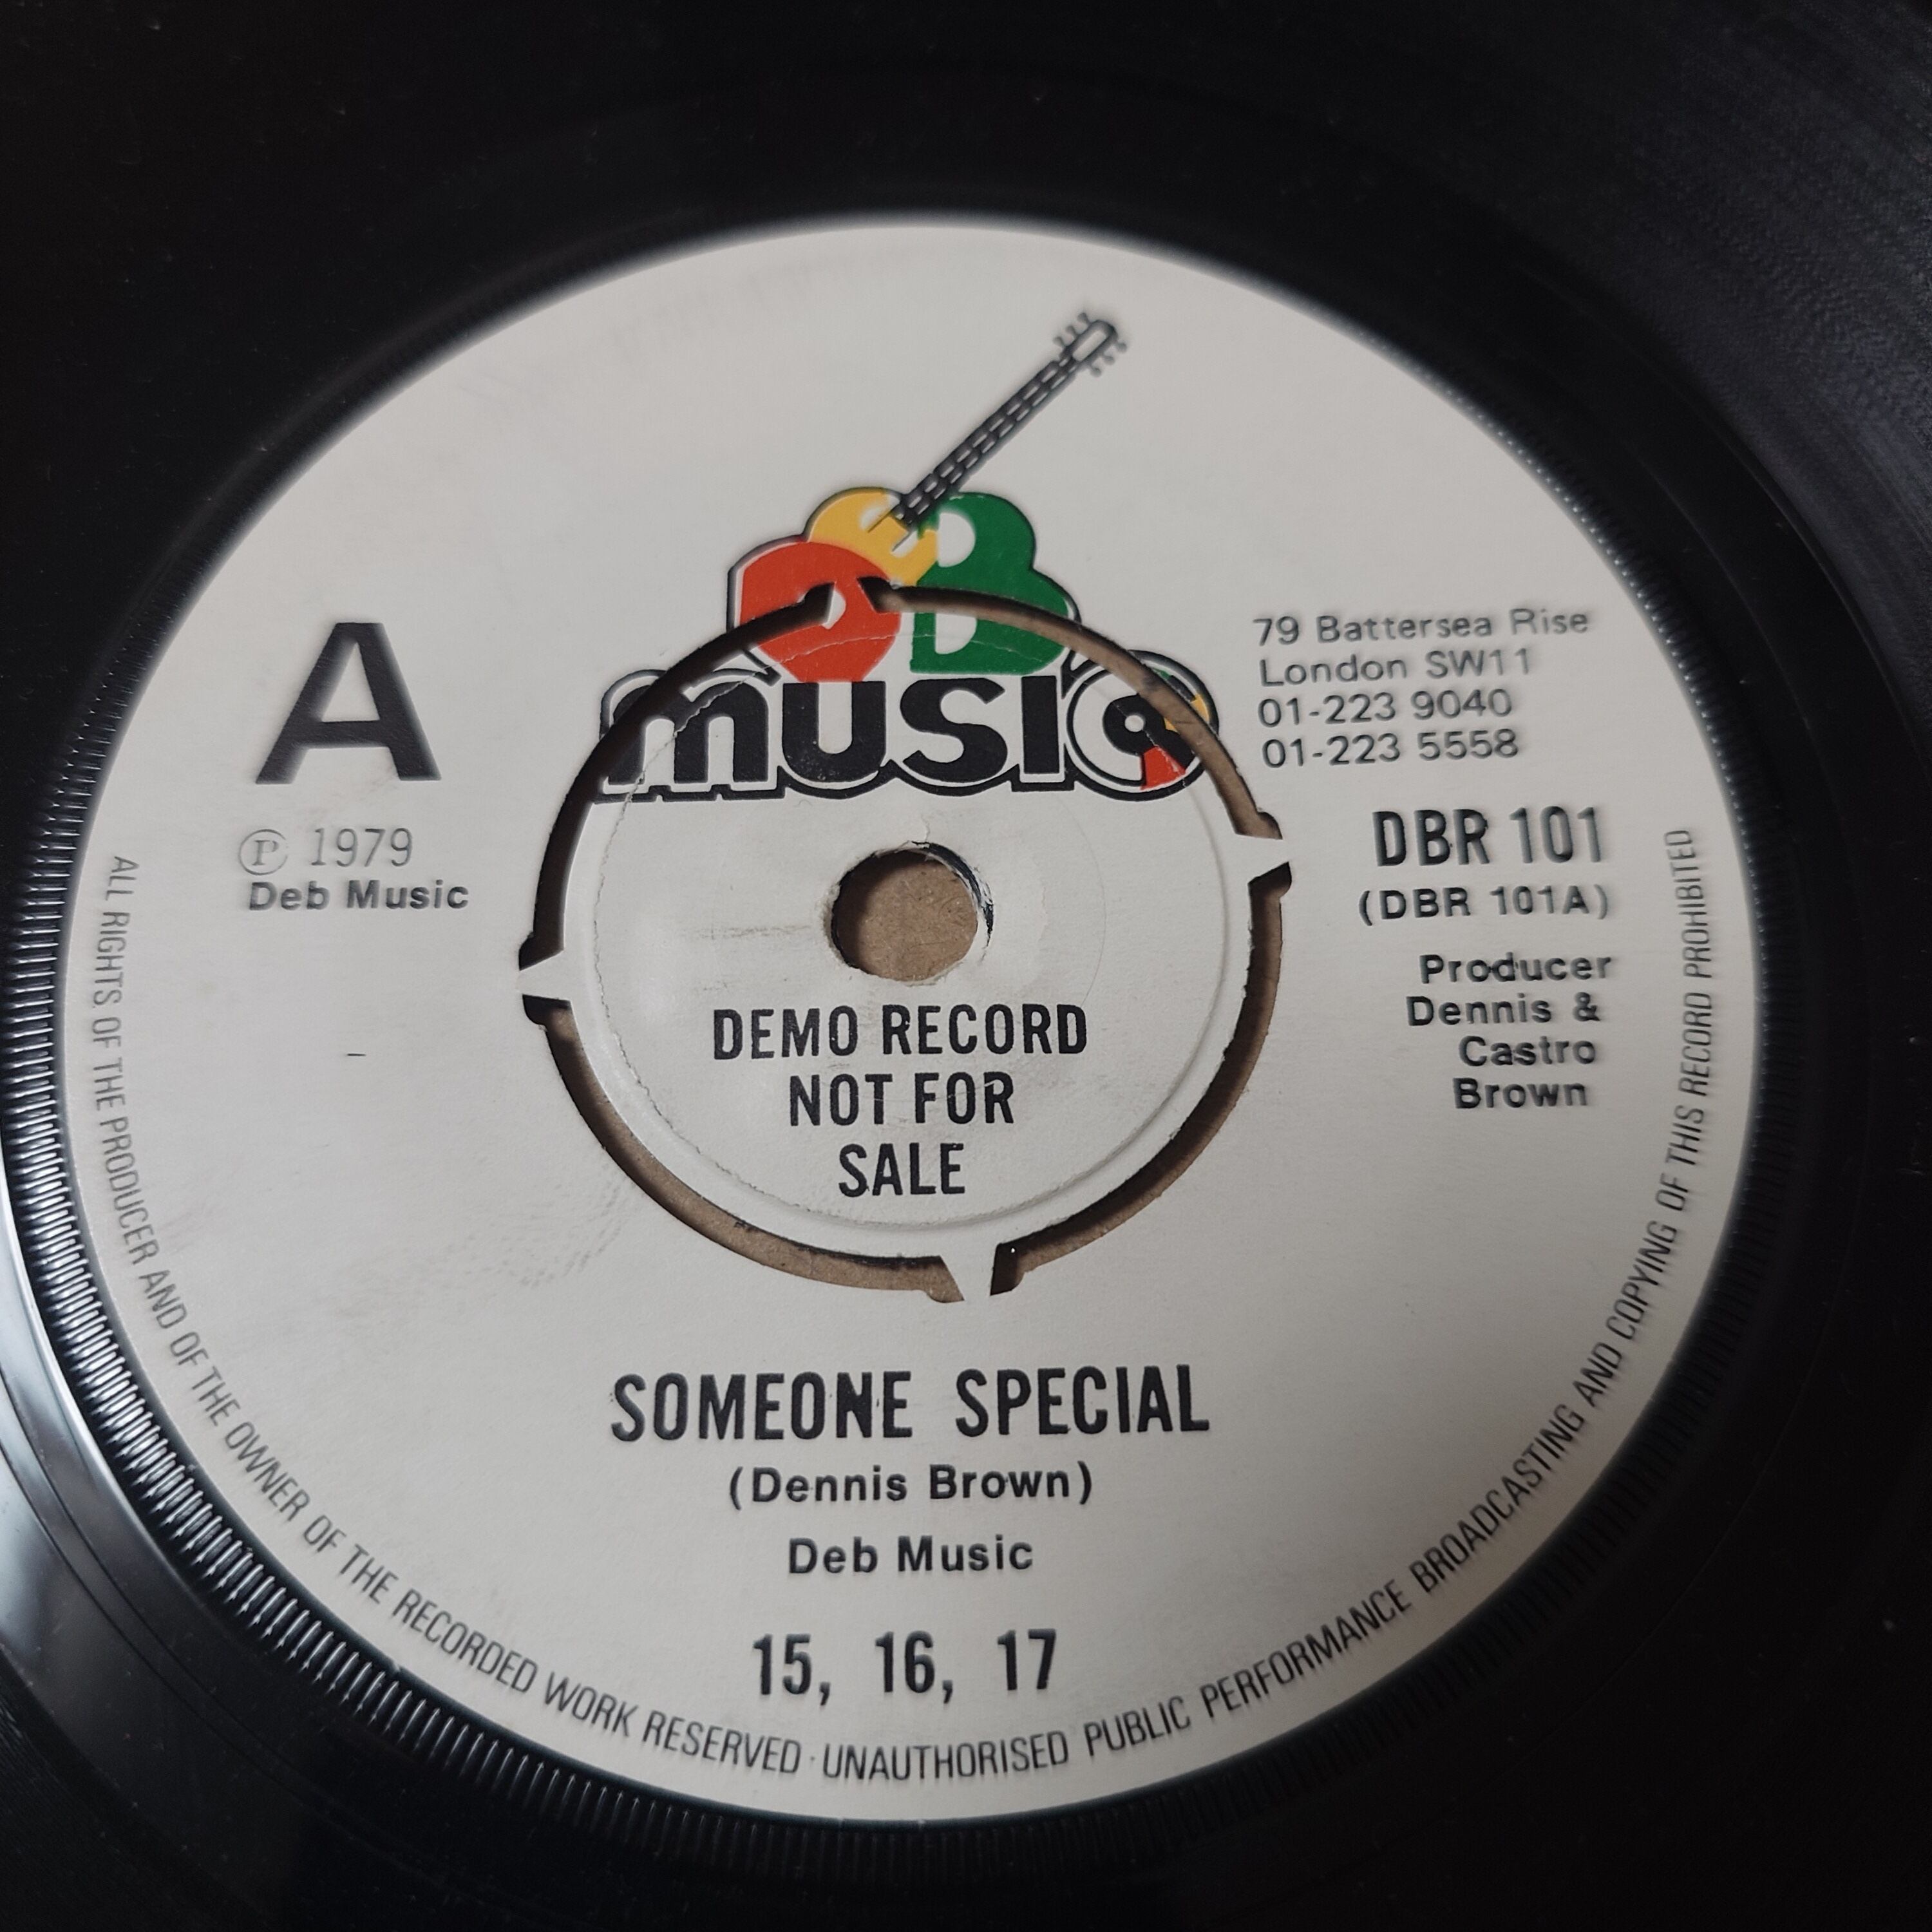 DEB
music
A
℗ 1979
Deb Music
79 Battersea Rise
London SW11
01-223 9040
01-223 5558
DBR 101
(DBR 101A)
Producer
Dennis &
Castro
Brown
DEMO RECORD
NOT FOR
SALE
SOMEONE SPECIAL
(Dennis Brown)
Deb Music
15, 16, 17
ALL RIGHTS OF THE PRODUCER AND OF THE OWNER OF THE RECORDED WORK RESERVED · UNAUTHORISED PUBLIC PERFORMANCE BROADCASTING AND COPYING OF THIS RECORD PROHIBITED